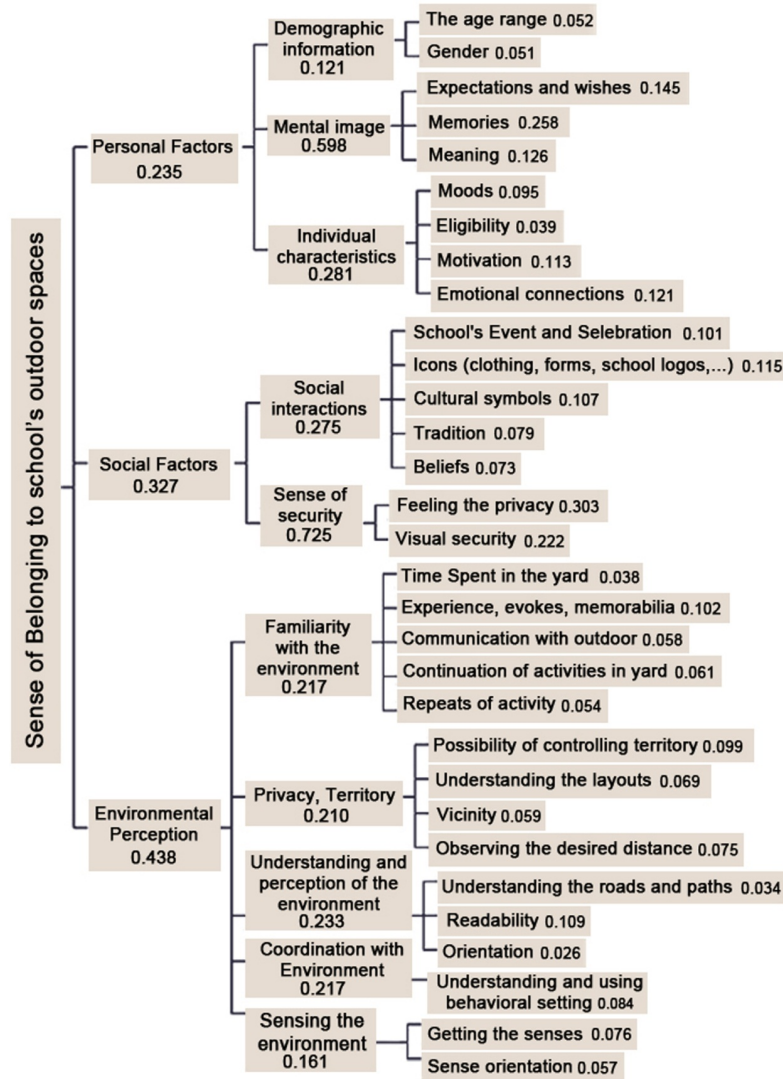 Sense of Belonging to school's outdoor spaces
Personal Factors
0.235
Demographic
information
0.121
The age range 0.052
Gender 0.051
Mental image
0.598
Expectations and wishes 0.145
Memories 0.258
Meaning 0.126
Individual
characteristics
0.281
Moods 0.095
Eligibility 0.039
Motivation 0.113
Emotional connections 0.121
Social Factors
0.327
Social
interactions
0.275
School's Event and Selebration 0.101
Icons (clothing, forms, school logos,...) 0.115
Cultural symbols 0.107
Tradition 0.079
Beliefs 0.073
Sense of
security
0.725
Feeling the privacy 0.303
Visual security 0.222
Environmental
Perception
0.438
Familiarity
with the
environment
0.217
Time Spent in the yard 0.038
Experience, evokes, memorabilia 0.102
Communication with outdoor 0.058
Continuation of activities in yard 0.061
Repeats of activity 0.054
Privacy, Territory
0.210
Possibility of controlling territory 0.099
Understanding the layouts 0.069
Vicinity 0.059
Observing the desired distance 0.075
Understanding and
perception of the
environment
0.233
Understanding the roads and paths 0.034
Readability 0.109
Orientation 0.026
Coordination with
Environment
0.217
Understanding and using
behavioral setting 0.084
Sensing the
environment
0.161
Getting the senses 0.076
Sense orientation 0.057